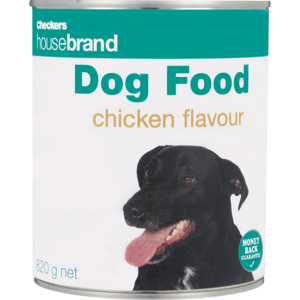 Checkers
housebrand
Dog Food
chicken flavour
MONEY
BACK
GUARANTEE
820 g net